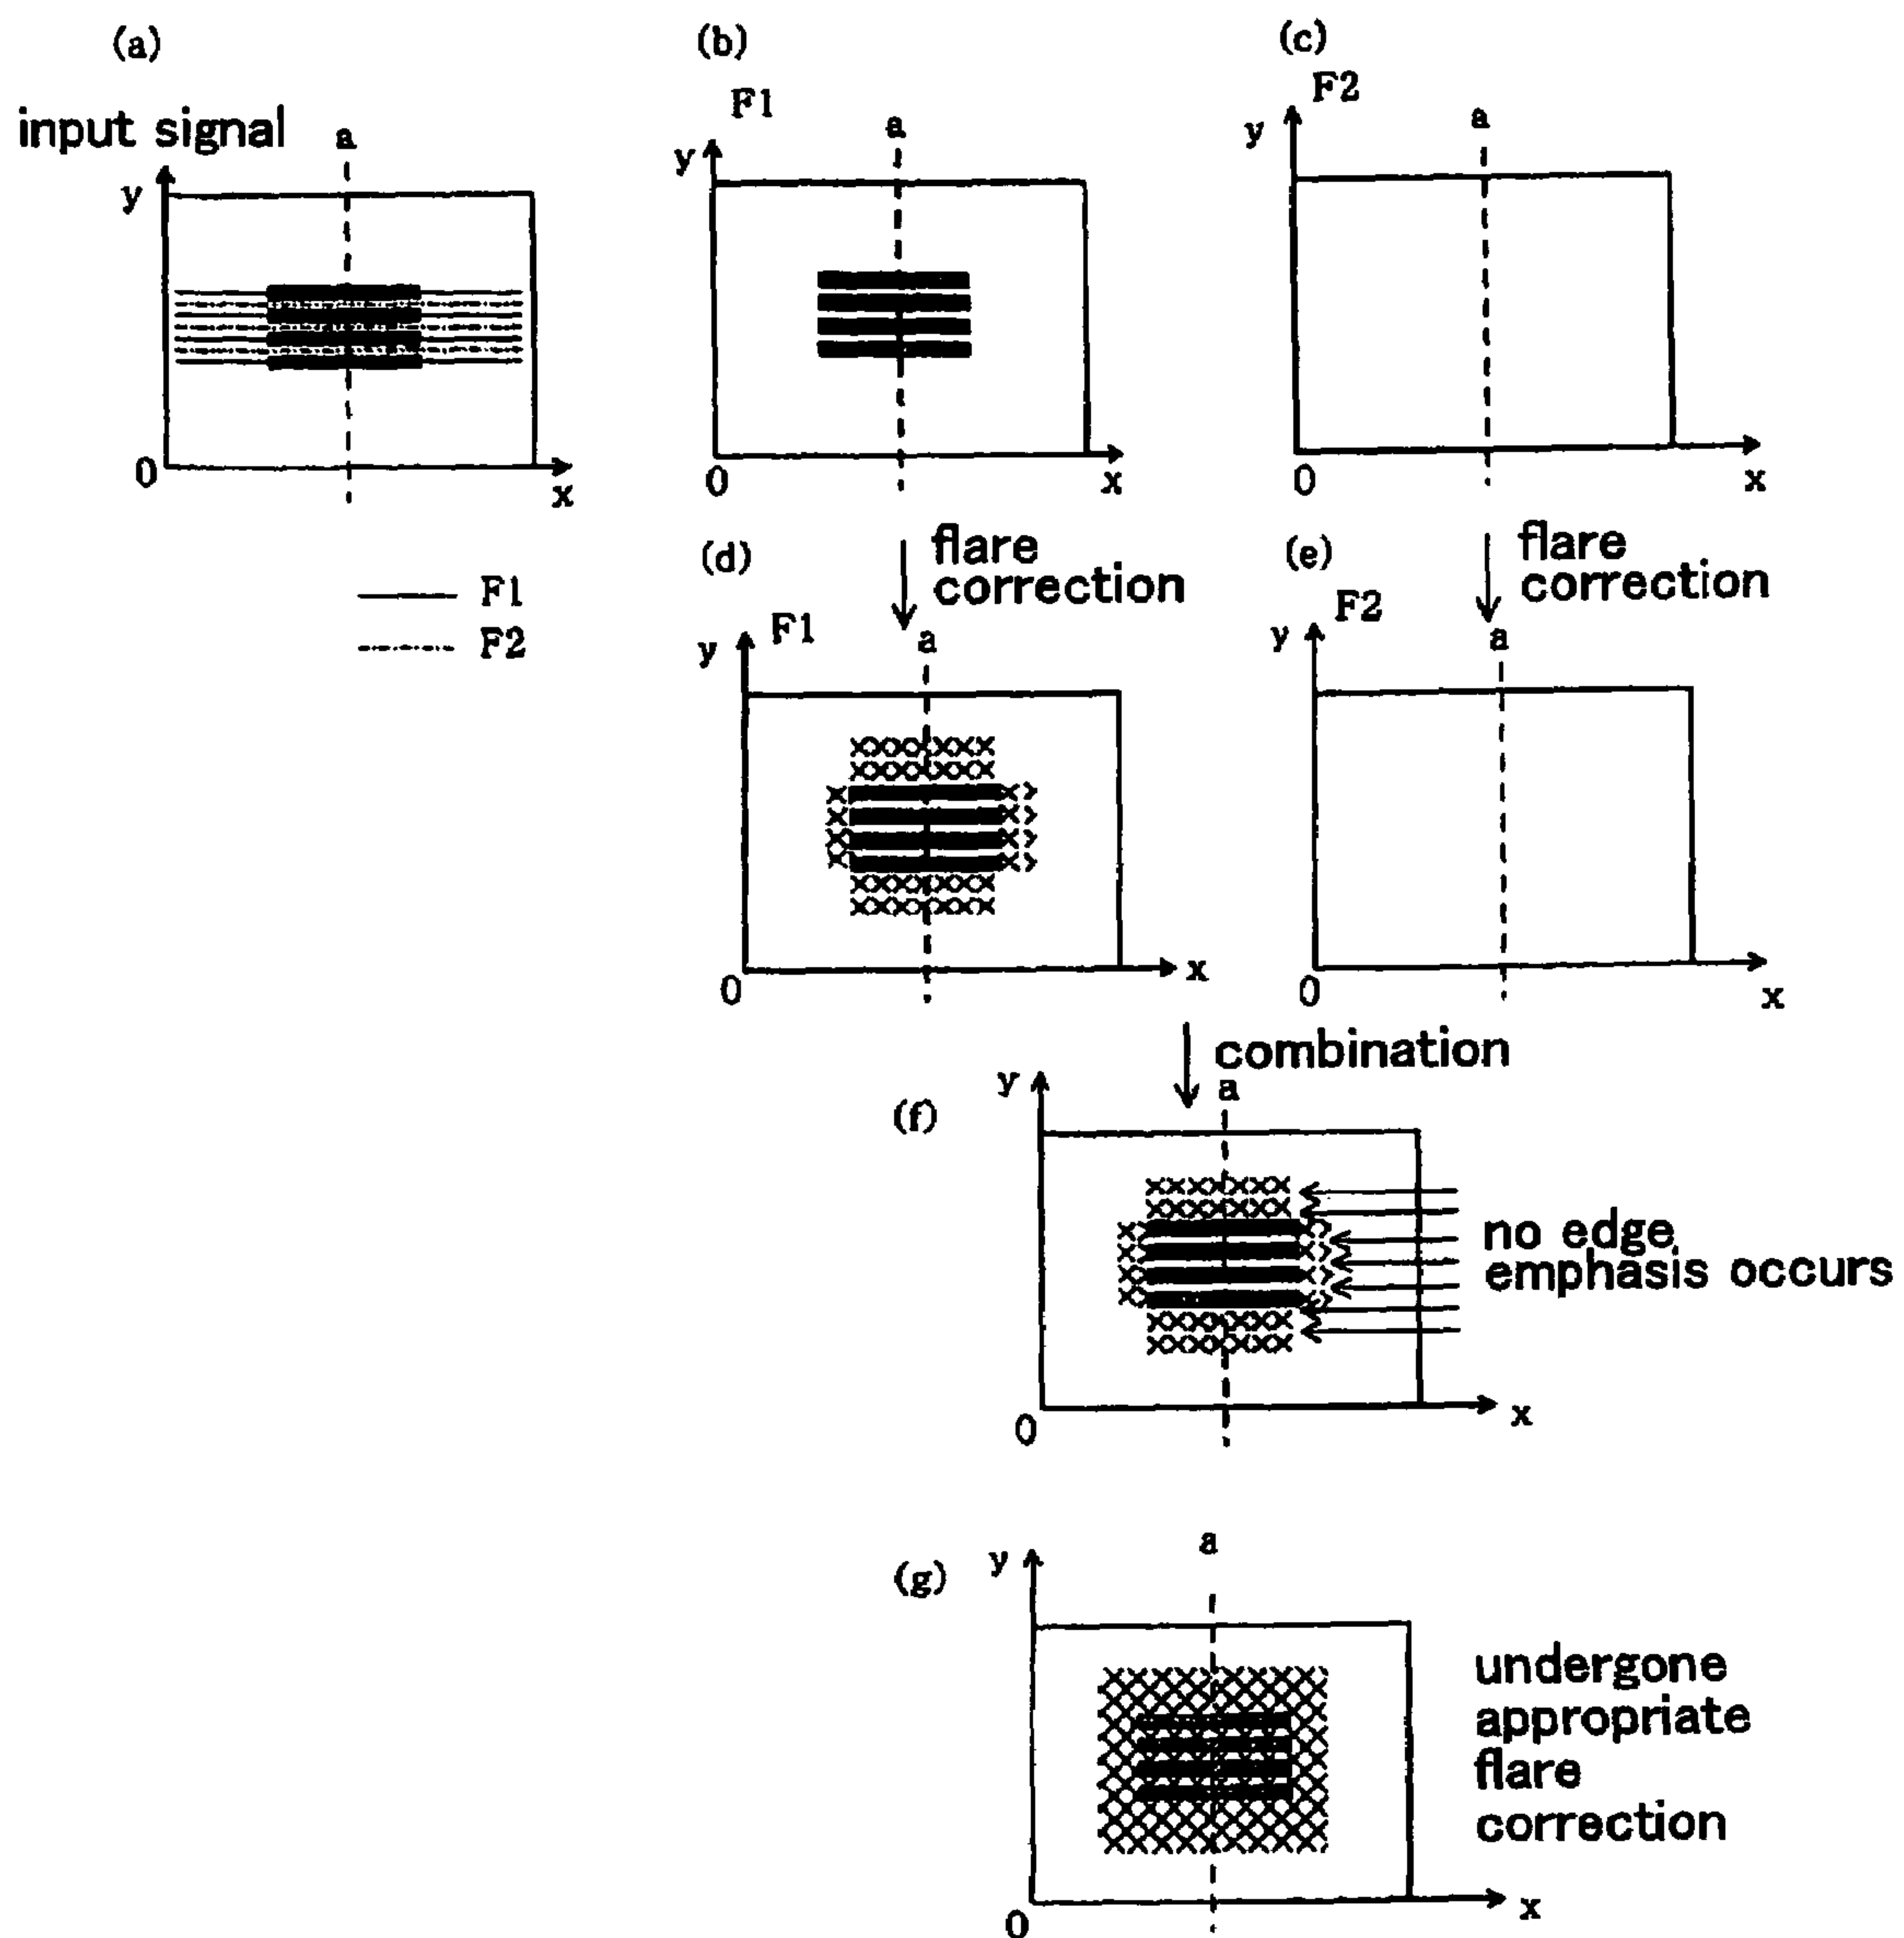 (a)
input signal
a
y
0
x
F1
F2
(b)
F1
a
y
0
x
(c)
F2
a
y
0
x
flare
correction
flare
correction
(d)
F1
a
y
0
x
(e)
F2
a
y
0
x
combination
(f)
a
y
0
x
no edge
emphasis occurs
(g)
a
y
0
x
undergone
appropriate
flare
correction